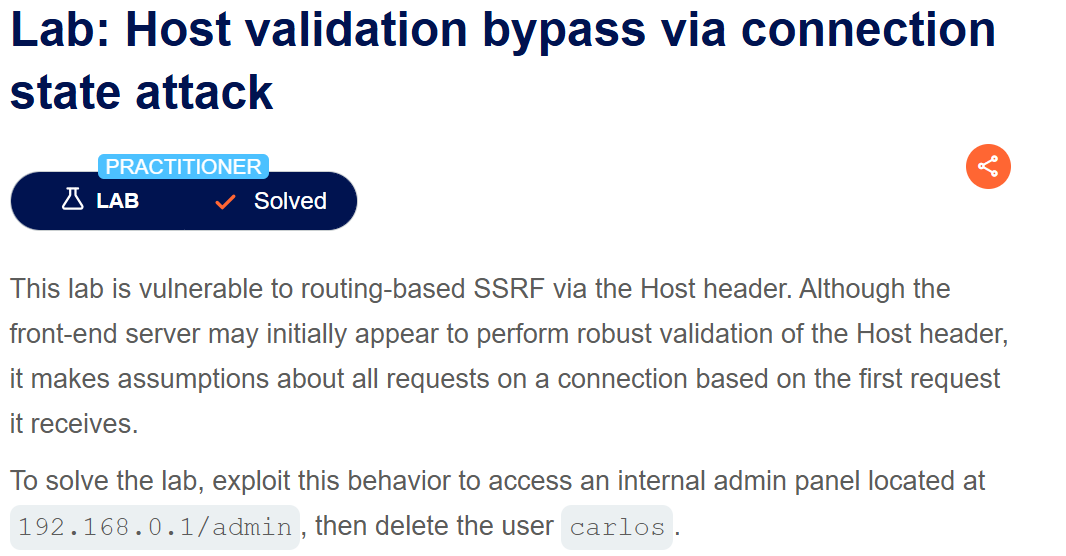 Lab: Host validation bypass via connection
state attack
PRACTITIONER
LAB
Solved
This lab is vulnerable to routing-based SSRF via the Host header. Although the
front-end server may initially appear to perform robust validation of the Host header,
it makes assumptions about all requests on a connection based on the first request
it receives.
To solve the lab, exploit this behavior to access an internal admin panel located at
192.168.0.1/admin , then delete the user carlos .